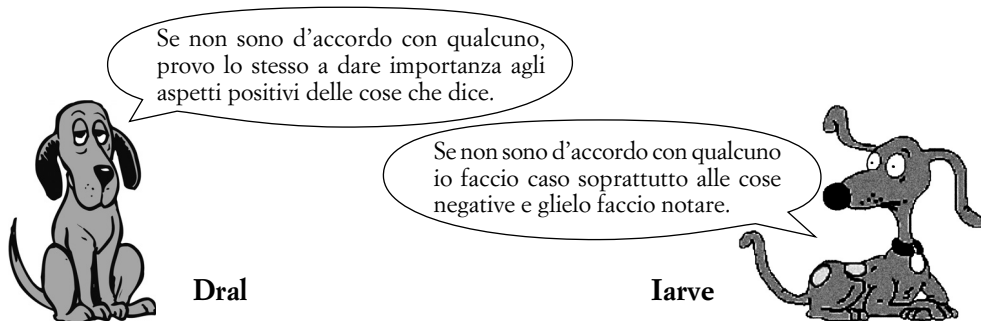 Se non sono d'accordo con qualcuno,
provo lo stesso a dare importanza agli
aspetti positivi delle cose che dice.
Se non sono d'accordo con qualcuno
io faccio caso soprattutto alle cose
negative e glielo faccio notare.
Dral
Iarve